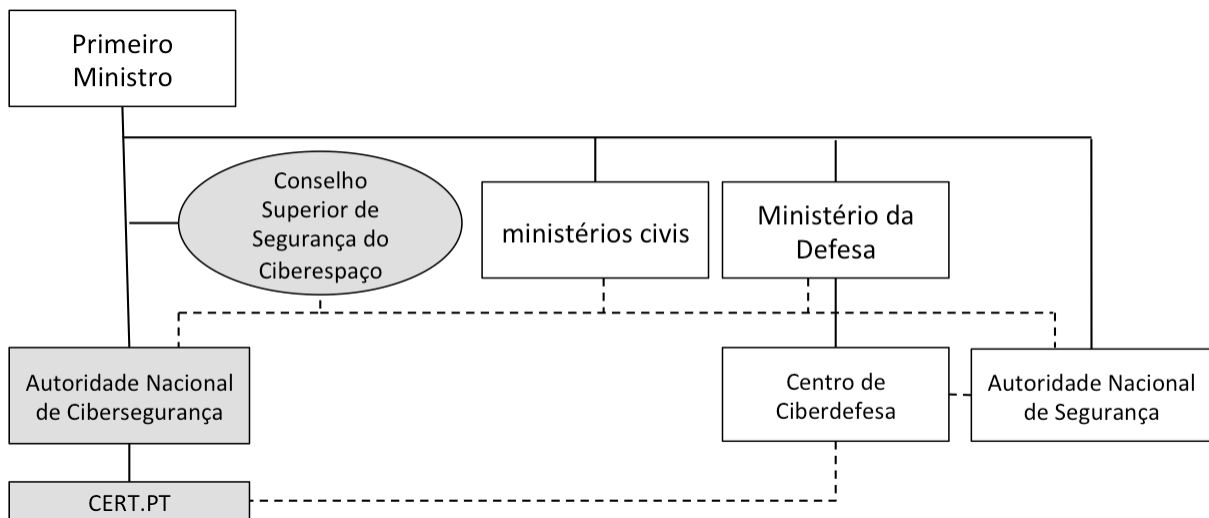 Primeiro
Ministro
Conselho
Superior de
Segurança do
Ciberespaço
ministérios civis
Ministério da
Defesa
Autoridade Nacional
de Cibersegurança
Centro de
Ciberdefesa
Autoridade Nacional
de Segurança
CERT.PT